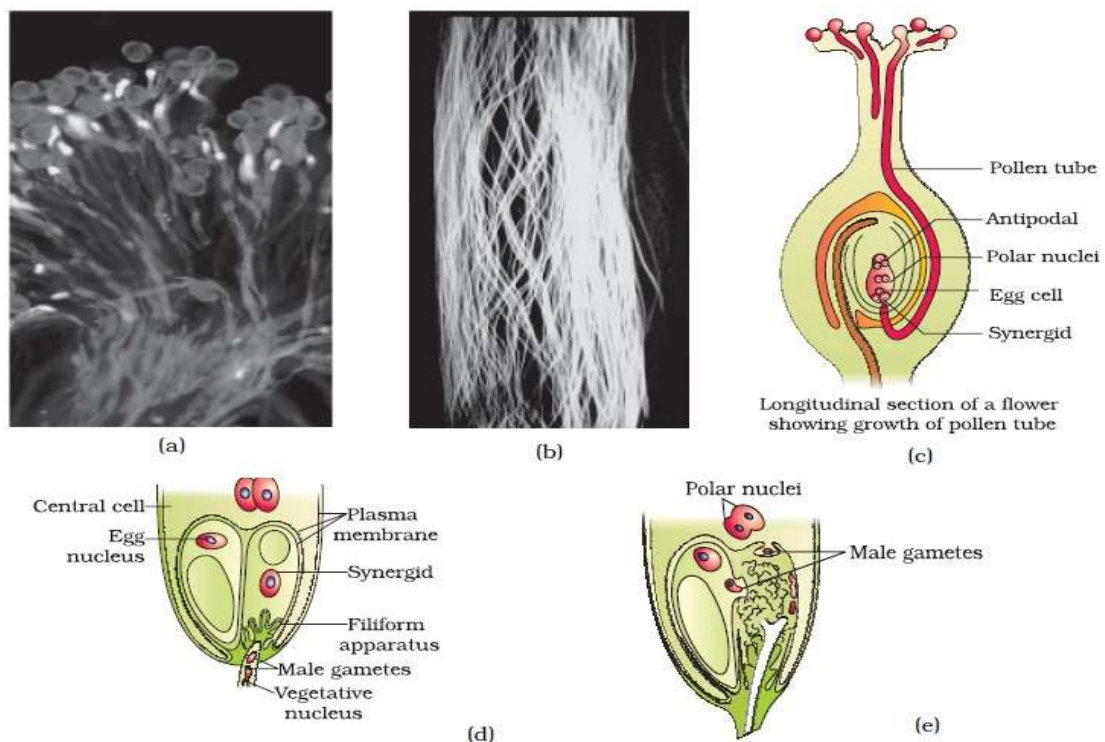 Pollen tube
Antipodal
Polar nuclei
Egg cell
Synergid
Longitudinal section of a flower
showing growth of pollen tube
(a)
(b)
(c)
Central cell
Egg
nucleus
Plasma
membrane
Synergid
Filiform
apparatus
Male gametes
Vegetative
nucleus
(d)
Polar nuclei
Male gametes
(e)